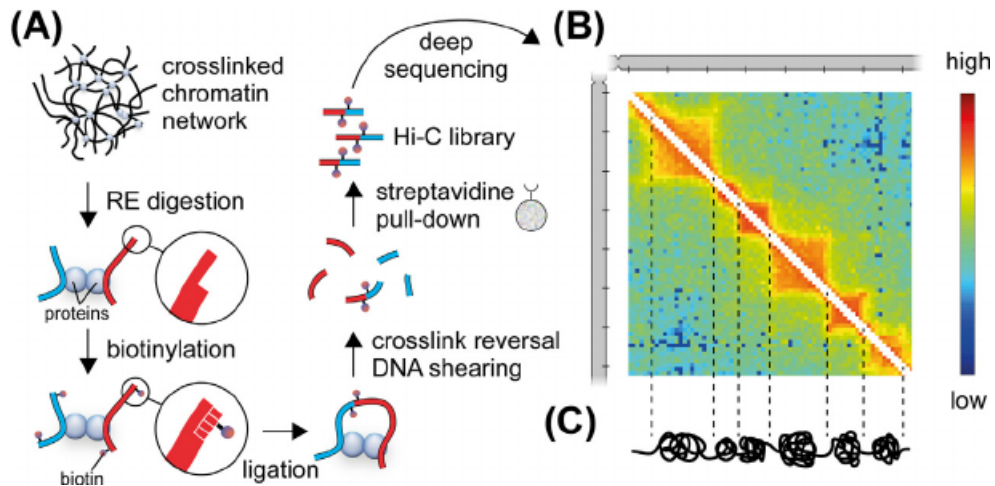 (A)
crosslinked
chromatin
network
RE digestion
proteins
biotinylation
biotin
ligation
crosslink reversal
DNA shearing
streptavidine
pull-down
Hi-C library
deep
sequencing
(B)
high
low
(C)